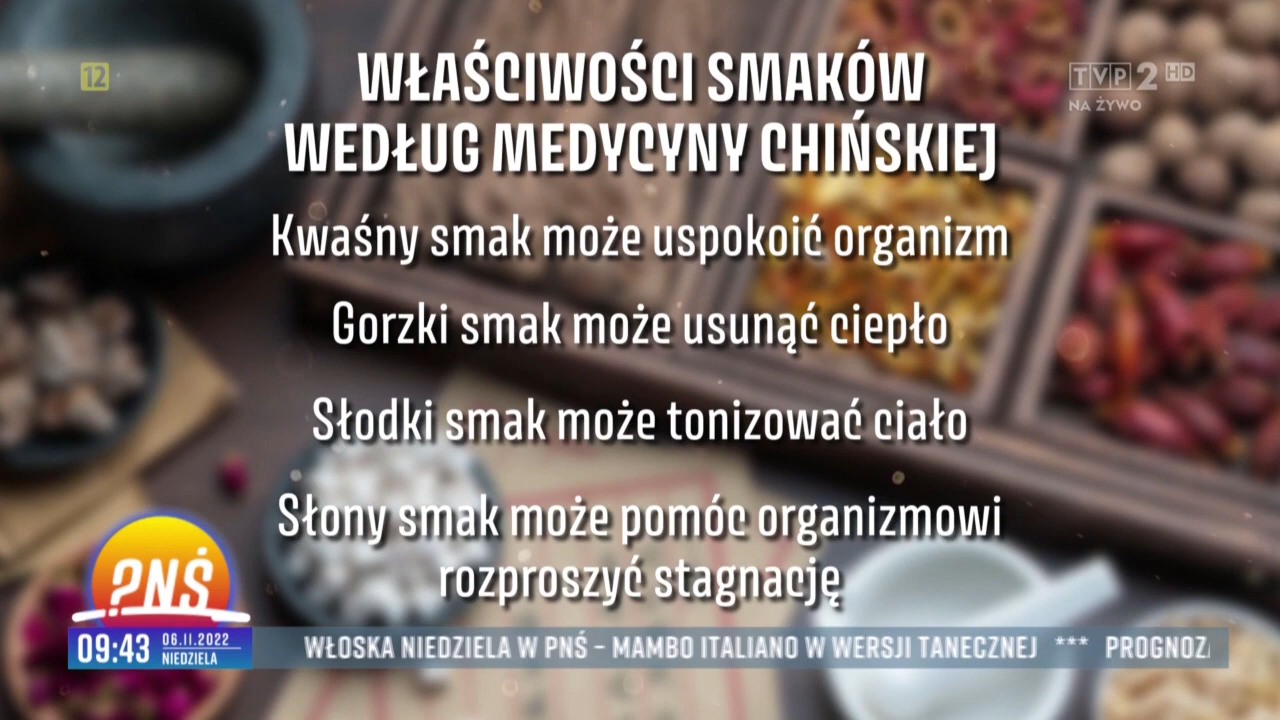 12
TVP 2 HD
NA ŻYWO
WŁAŚCIWOŚCI SMAKÓW
WEDŁUG MEDYCYNY CHIŃSKIEJ
Kwaśny smak może uspokoić organizm
Gorzki smak może usunąć ciepło
Słodki smak może tonizować ciało
Słony smak może pomóc organizmowi
rozproszyć stagnację
PNŚ
09:43 06.11.2022
NIEDZIELA
WŁOSKA NIEDZIELA W PNŚ - MAMBO ITALIANO W WERSJI TANECZNEJ *** PROGNOZ